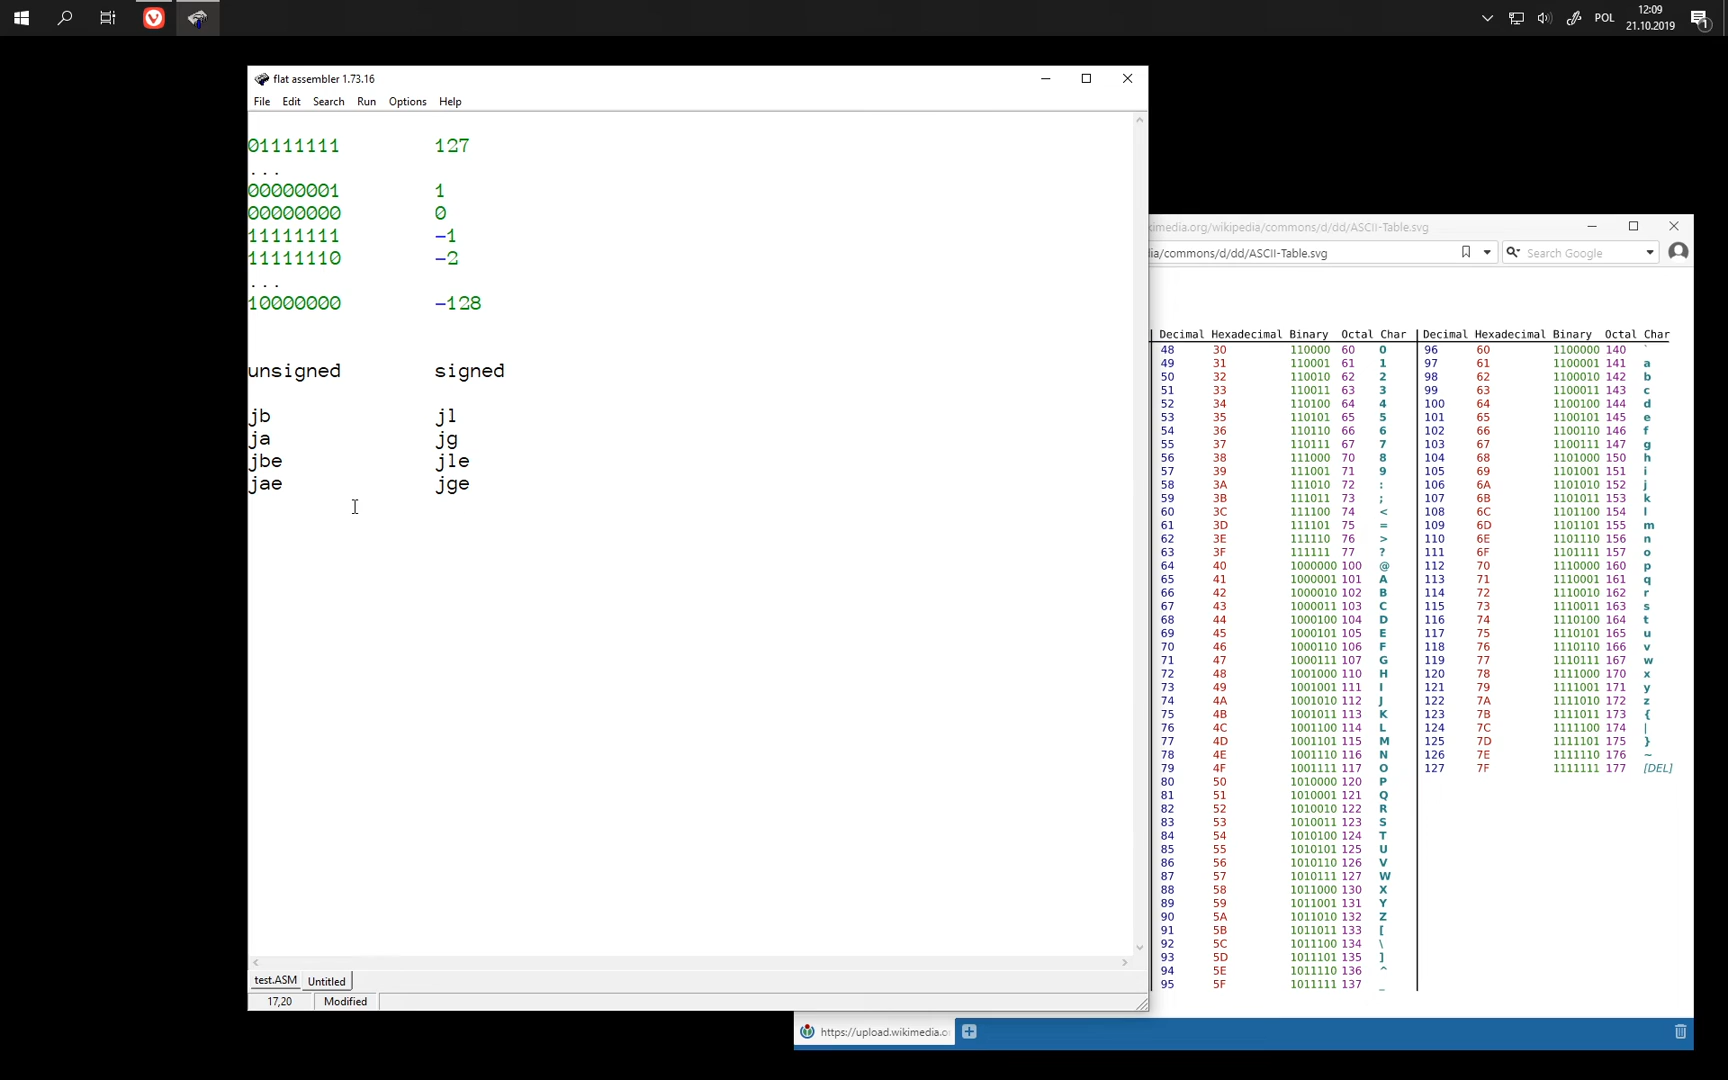 POL
12:09
21.10.2019
1
flat assembler 1.73.16
File Edit Search Run Options Help
01111111 127
...
00000001 1
00000000 0
11111111 -1
11111110 -2
...
10000000 -128
unsigned signed
jb jl
ja jg
jbe jle
jae jge
test.ASM Untitled
17,20 Modified
kimedia.org/wikipedia/commons/d/dd/ASCII-Table.svg
ia/commons/d/dd/ASCII-Table.svg
Search Google
Decimal Hexadecimal Binary Octal Char Decimal Hexadecimal Binary Octal Char
48 30 110000 60 0 96 60 1100000 140 `
49 31 110001 61 1 97 61 1100001 141 a
50 32 110010 62 2 98 62 1100010 142 b
51 33 110011 63 3 99 63 1100011 143 c
52 34 110100 64 4 100 64 1100100 144 d
53 35 110101 65 5 101 65 1100101 145 e
54 36 110110 66 6 102 66 1100110 146 f
55 37 110111 67 7 103 67 1100111 147 g
56 38 111000 70 8 104 68 1101000 150 h
57 39 111001 71 9 105 69 1101001 151 i
58 3A 111010 72 : 106 6A 1101010 152 j
59 3B 111011 73 ; 107 6B 1101011 153 k
60 3C 111100 74 < 108 6C 1101100 154 l
61 3D 111101 75 = 109 6D 1101101 155 m
62 3E 111110 76 > 110 6E 1101110 156 n
63 3F 111111 77 ? 111 6F 1101111 157 o
64 40 1000000 100 @ 112 70 1110000 160 p
65 41 1000001 101 A 113 71 1110001 161 q
66 42 1000010 102 B 114 72 1110010 162 r
67 43 1000011 103 C 115 73 1110011 163 s
68 44 1000100 104 D 116 74 1110100 164 t
69 45 1000101 105 E 117 75 1110101 165 u
70 46 1000110 106 F 118 76 1110110 166 v
71 47 1000111 107 G 119 77 1110111 167 w
72 48 1001000 110 H 120 78 1111000 170 x
73 49 1001001 111 I 121 79 1111001 171 y
74 4A 1001010 112 J 122 7A 1111010 172 z
75 4B 1001011 113 K 123 7B 1111011 173 {
76 4C 1001100 114 L 124 7C 1111100 174 |
77 4D 1001101 115 M 125 7D 1111101 175 }
78 4E 1001110 116 N 126 7E 1111110 176 ~
79 4F 1001111 117 O 127 7F 1111111 177 [DEL]
80 50 1010000 120 P
81 51 1010001 121 Q
82 52 1010010 122 R
83 53 1010011 123 S
84 54 1010100 124 T
85 55 1010101 125 U
86 56 1010110 126 V
87 57 1010111 127 W
88 58 1011000 130 X
89 59 1011001 131 Y
90 5A 1011010 132 Z
91 5B 1011011 133 [
92 5C 1011100 134 \
93 5D 1011101 135 ]
94 5E 1011110 136 ^
95 5F 1011111 137 _
https://upload.wikimedia.o